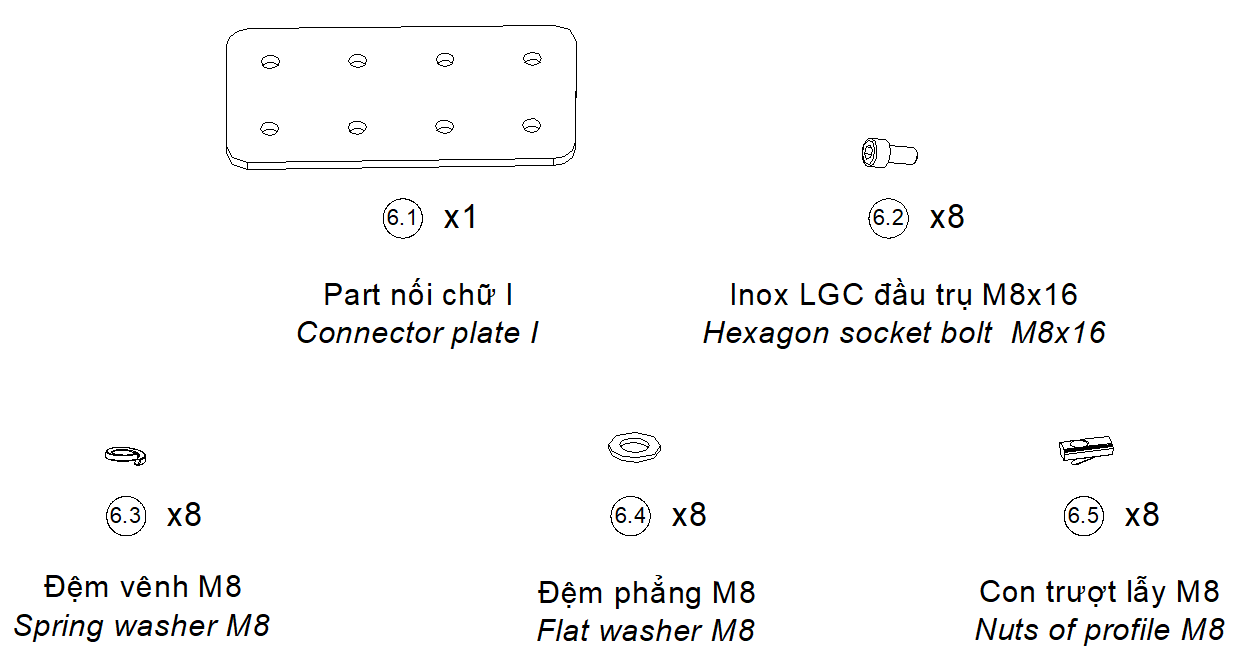 6.1 x1
6.2 x8
Part nối chữ I
Connector plate I
Inox LGC đầu trụ M8x16
Hexagon socket bolt M8x16
6.3 x8
6.4 x8
6.5 x8
Đệm vênh M8
Spring washer M8
Đệm phẳng M8
Flat washer M8
Con trượt lẫy M8
Nuts of profile M8